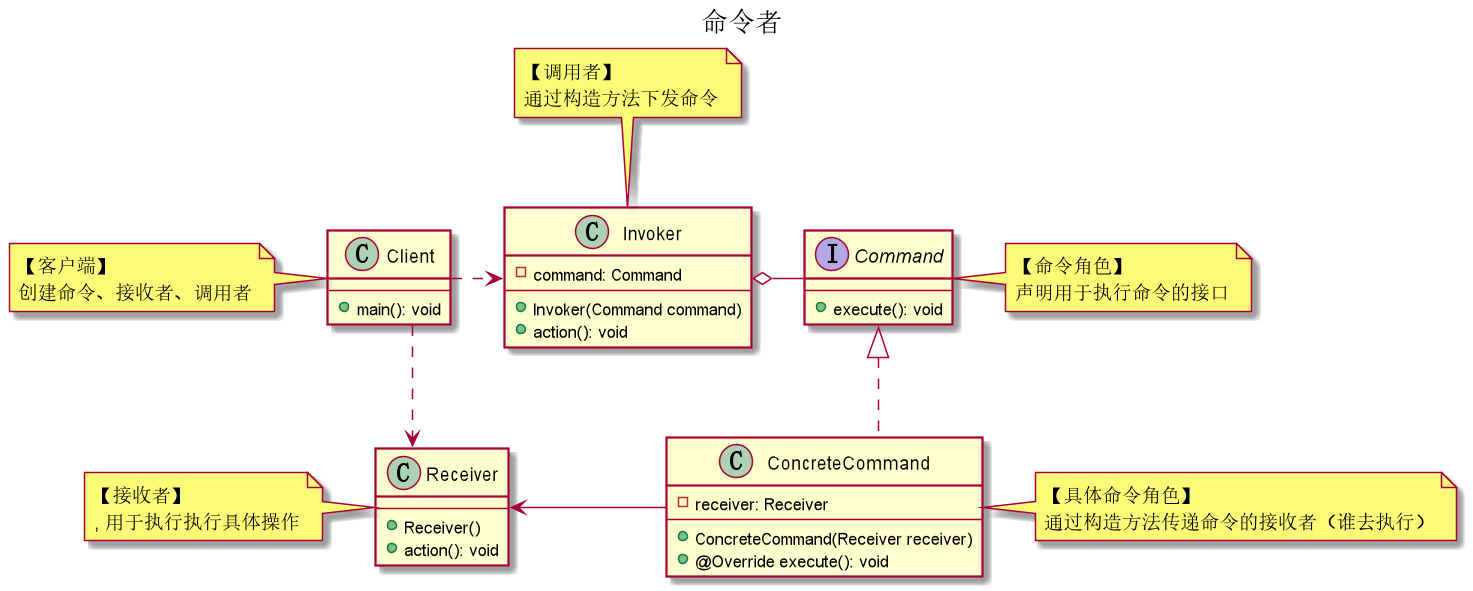 命令者
【调用者】
通过构造方法下发命令
C Invoker
command: Command
Invoker(Command command)
action(): void
【客户端】
创建命令、接收者、调用者
C Client
main(): void
I Command
execute(): void
【命令角色】
声明用于执行命令的接口
【接收者】
, 用于执行执行具体操作
C Receiver
Receiver()
action(): void
C ConcreteCommand
receiver: Receiver
ConcreteCommand(Receiver receiver)
@Override execute(): void
【具体命令角色】
通过构造方法传递命令的接收者（谁去执行）